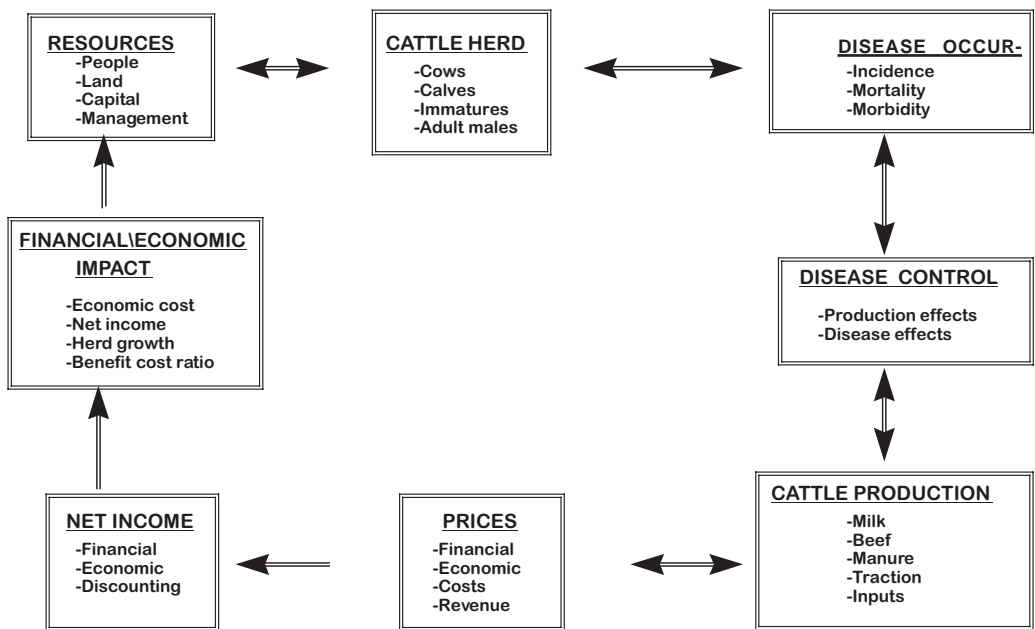 RESOURCES
-People
-Land
-Capital
-Management
CATTLE HERD
-Cows
-Calves
-Immatures
-Adult males
DISEASE OCCUR-
-Incidence
-Mortality
-Morbidity
FINANCIAL\ECONOMIC
IMPACT
-Economic cost
-Net income
-Herd growth
-Benefit cost ratio
DISEASE CONTROL
-Production effects
-Disease effects
NET INCOME
-Financial
-Economic
-Discounting
PRICES
-Financial
-Economic
-Costs
-Revenue
CATTLE PRODUCTION
-Milk
-Beef
-Manure
-Traction
-Inputs